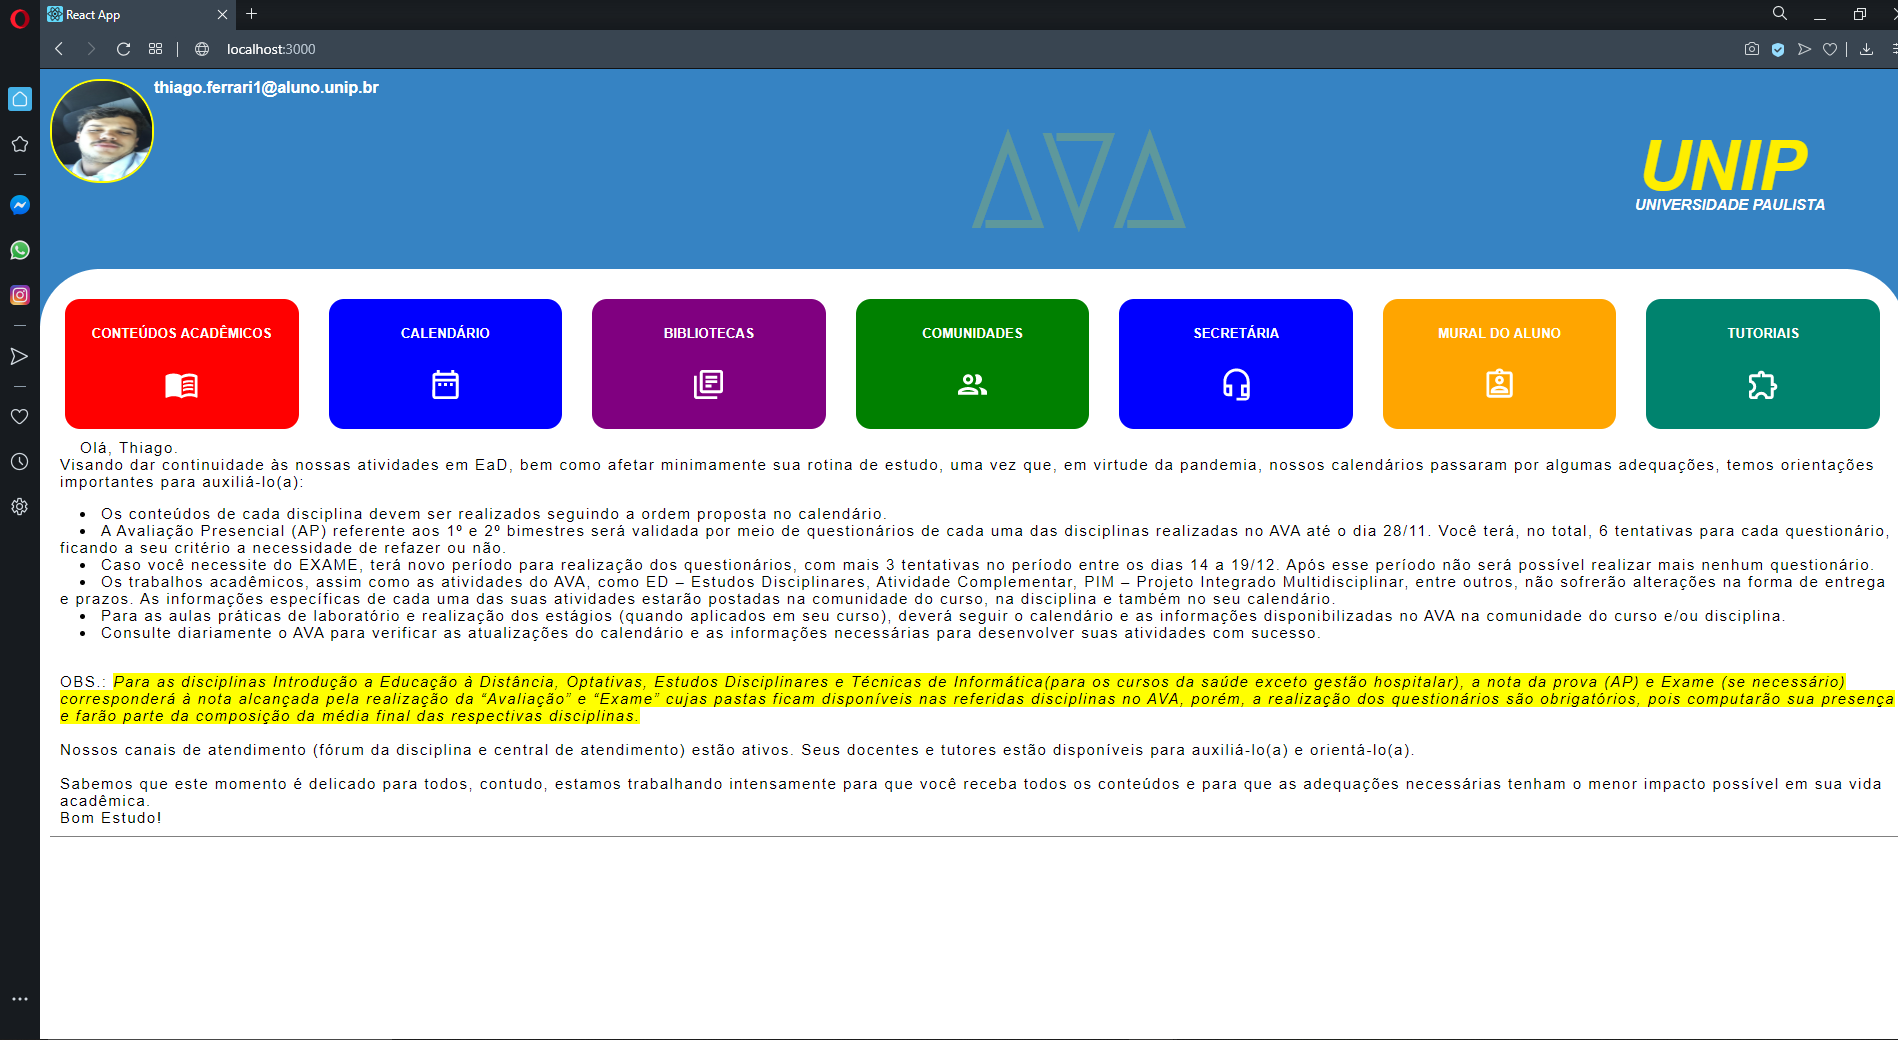 React App
localhost:3000
thiago.ferrari1@aluno.unip.br
AVA
UNIP
UNIVERSIDADE PAULISTA
CONTEÚDOS ACADÊMICOS
CALENDÁRIO
BIBLIOTECAS
COMUNIDADES
SECRETÁRIA
MURAL DO ALUNO
TUTORIAIS
Olá, Thiago.
Visando dar continuidade às nossas atividades em EaD, bem como afetar minimamente sua rotina de estudo, uma vez que, em virtude da pandemia, nossos calendários passaram por algumas adequações, temos orientações
importantes para auxiliá-lo(a):
• Os conteúdos de cada disciplina devem ser realizados seguindo a ordem proposta no calendário.
• A Avaliação Presencial (AP) referente aos 1º e 2º bimestres será validada por meio de questionários de cada uma das disciplinas realizadas no AVA até o dia 28/11. Você terá, no total, 6 tentativas para cada questionário,
ficando a seu critério a necessidade de refazer ou não.
• Caso você necessite do EXAME, terá novo período para realização dos questionários, com mais 3 tentativas no período entre os dias 14 a 19/12. Após esse período não será possível realizar mais nenhum questionário.
• Os trabalhos acadêmicos, assim como as atividades do AVA, como ED – Estudos Disciplinares, Atividade Complementar, PIM – Projeto Integrado Multidisciplinar, entre outros, não sofrerão alterações na forma de entrega
e prazos. As informações específicas de cada uma das suas atividades estarão postadas na comunidade do curso, na disciplina e também no seu calendário.
• Para as aulas práticas de laboratório e realização dos estágios (quando aplicados em seu curso), deverá seguir o calendário e as informações disponibilizadas no AVA na comunidade do curso e/ou disciplina.
• Consulte diariamente o AVA para verificar as atualizações do calendário e as informações necessárias para desenvolver suas atividades com sucesso.
OBS.: Para as disciplinas Introdução a Educação à Distância, Optativas, Estudos Disciplinares e Técnicas de Informática(para os cursos da saúde exceto gestão hospitalar), a nota da prova (AP) e Exame (se necessário)
corresponderá à nota alcançada pela realização da “Avaliação” e “Exame” cujas pastas ficam disponíveis nas referidas disciplinas no AVA, porém, a realização dos questionários são obrigatórios, pois computarão sua presença
e farão parte da composição da média final das respectivas disciplinas.
Nossos canais de atendimento (fórum da disciplina e central de atendimento) estão ativos. Seus docentes e tutores estão disponíveis para auxiliá-lo(a) e orientá-lo(a).
Sabemos que este momento é delicado para todos, contudo, estamos trabalhando intensamente para que você receba todos os conteúdos e para que as adequações necessárias tenham o menor impacto possível em sua vida
acadêmica.
Bom Estudo!